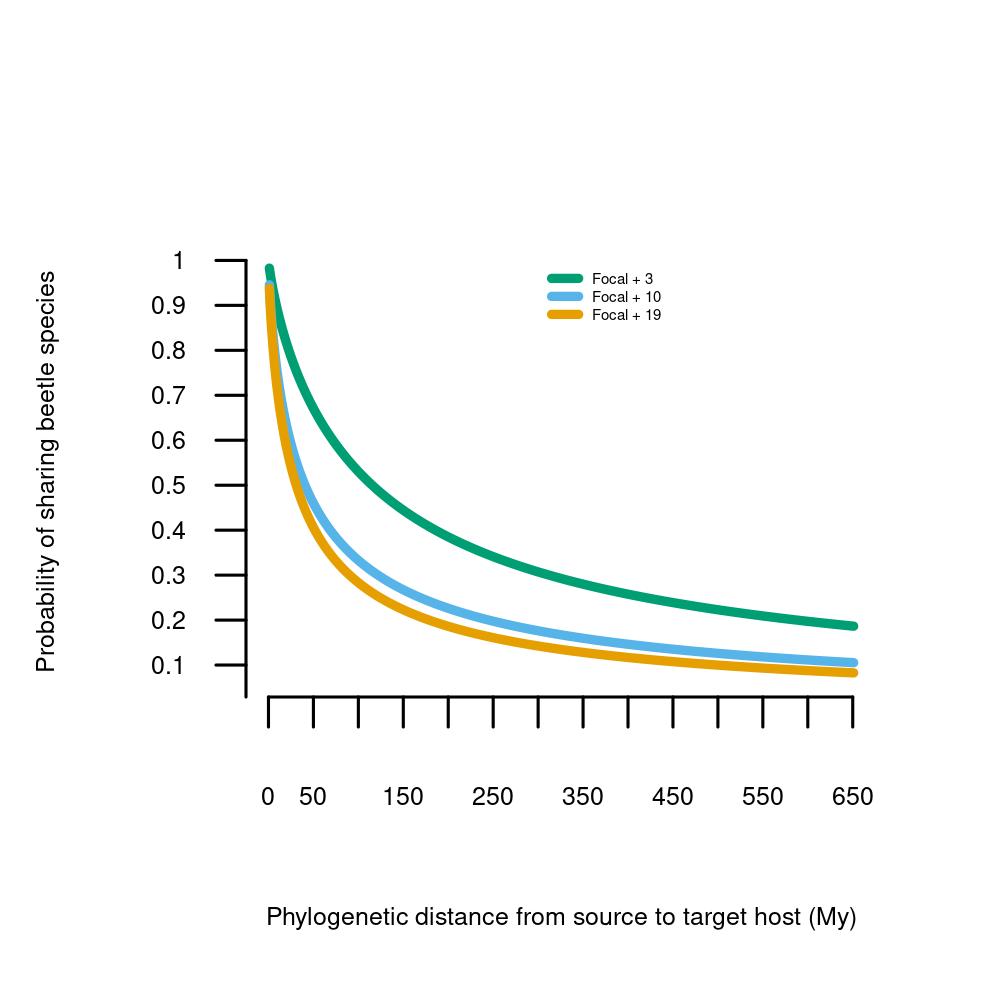 Probability of sharing beetle species
1
0.9
0.8
0.7
0.6
0.5
0.4
0.3
0.2
0.1
Focal + 3
Focal + 10
Focal + 19
0 50 150 250 350 450 550 650
Phylogenetic distance from source to target host (My)